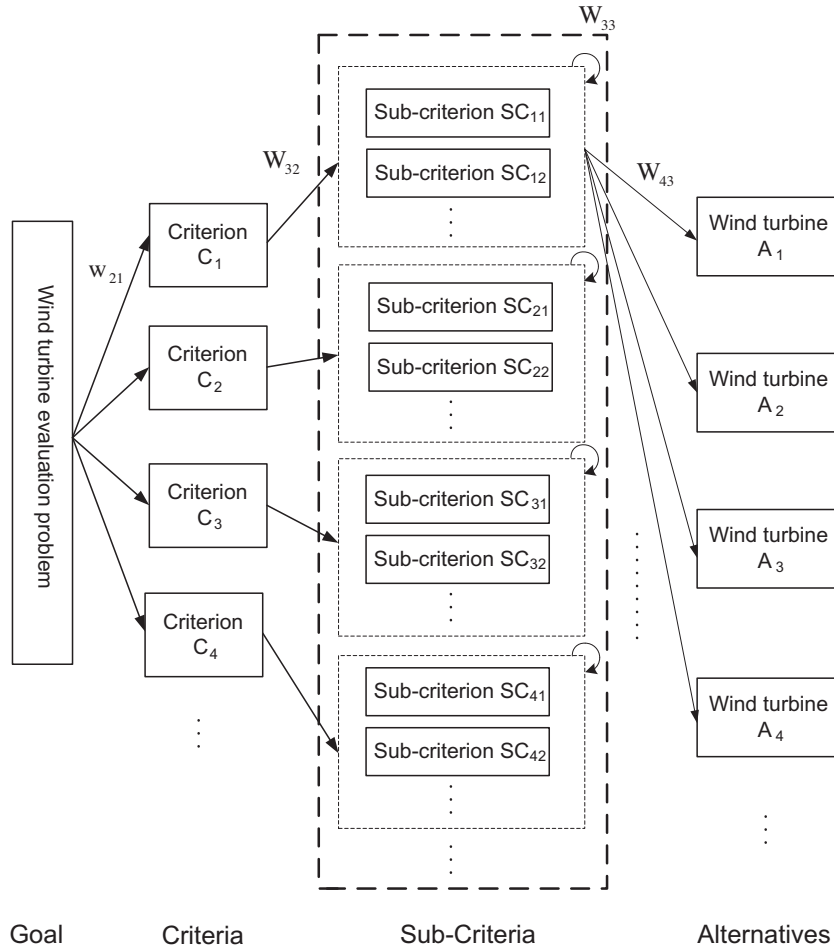 W₃₃
Sub-criterion SC₁₁
Sub-criterion SC₁₂
W₃₂
W₄₃
Criterion
C₁
Wind turbine
A₁
w₂₁
Wind turbine evaluation problem
Sub-criterion SC₂₁
Sub-criterion SC₂₂
Criterion
C₂
Wind turbine
A₂
Criterion
C₃
Sub-criterion SC₃₁
Sub-criterion SC₃₂
Wind turbine
A₃
Criterion
C₄
Sub-criterion SC₄₁
Sub-criterion SC₄₂
Wind turbine
A₄
Goal
Criteria
Sub-Criteria
Alternatives